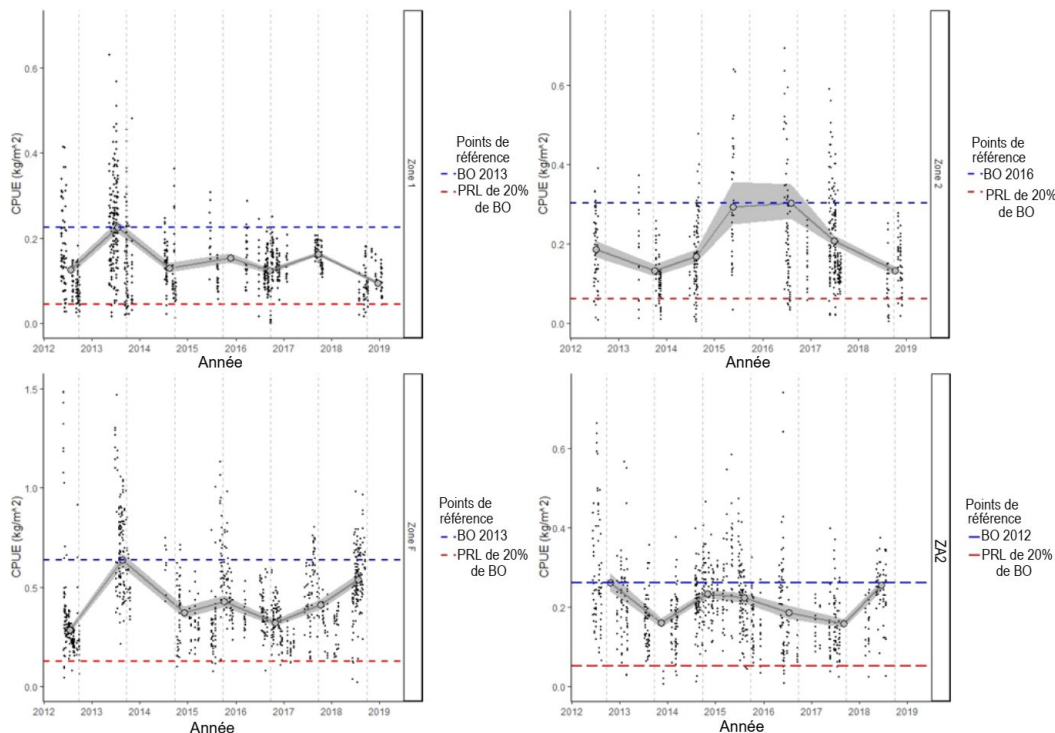 CPUE (kg/m^2)
0.6
0.4
0.2
0.0
2012 2013 2014 2015 2016 2017 2018 2019
Année
Zone 1
Points de
référence
BO 2013
PRL de 20%
de BO
CPUE (kg/m^2)
0.6
0.4
0.2
0.0
2012 2013 2014 2015 2016 2017 2018 2019
Année
Zone 2
Points de
référence
BO 2016
PRL de 20%
de BO
CPUE (kg/m^2)
1.5
1.0
0.5
0.0
2012 2013 2014 2015 2016 2017 2018 2019
Année
Zone F
Points de
référence
BO 2013
PRL de 20%
de BO
CPUE (kg/m^2)
0.6
0.4
0.2
0.0
2012 2013 2014 2015 2016 2017 2018 2019
Année
ZA2
Points de
référence
BO 2012
PRL de 20%
de BO